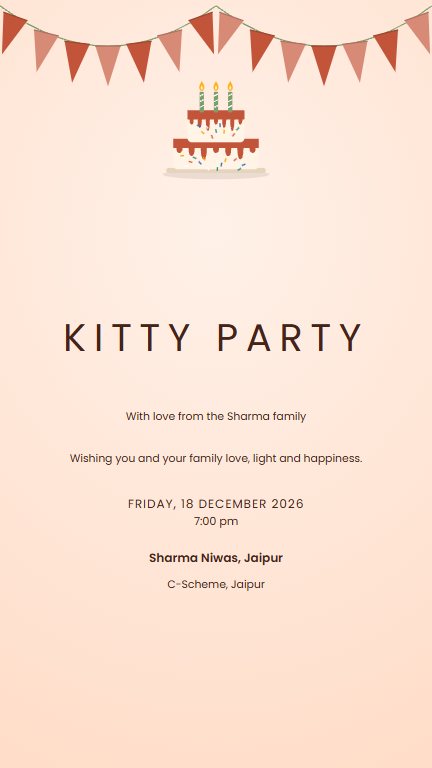 KITTY PARTY
With love from the Sharma family
Wishing you and your family love, light and happiness.
FRIDAY, 18 DECEMBER 2026
7:00 pm
Sharma Niwas, Jaipur
C-Scheme, Jaipur